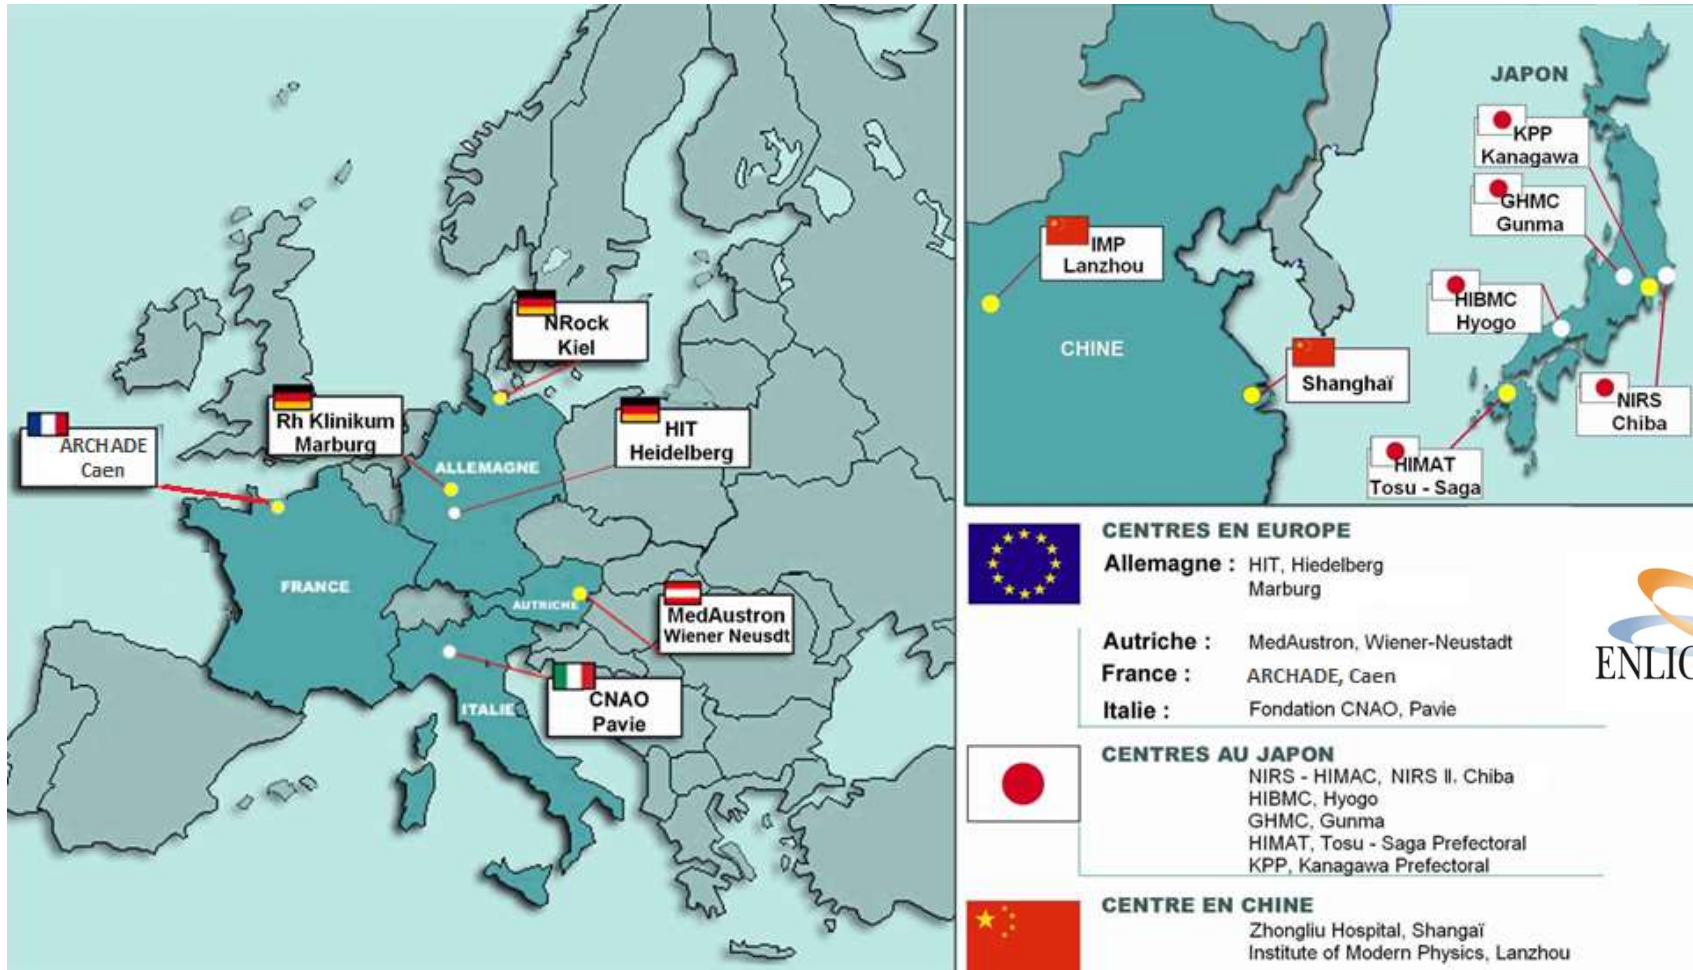 NRock
Kiel
Rh Klinikum
Marburg
HIT
Heidelberg
ARCHADE
Caen
ALLEMAGNE
FRANCE
AUTRICHE
MedAustron
Wiener Neusdt
CNAO
Pavie
ITALIE
JAPON
KPP
Kanagawa
GHMC
Gunma
IMP
Lanzhou
HIBMC
Hyogo
CHINE
Shanghaï
NIRS
Chiba
HIMAT
Tosu - Saga
CENTRES EN EUROPE
Allemagne : HIT, Hiedelberg
Marburg
Autriche : MedAustron, Wiener-Neustadt
France : ARCHADE, Caen
Italie : Fondation CNAO, Pavie
ENLIG
CENTRES AU JAPON
NIRS - HIMAC, NIRS II. Chiba
HIBMC, Hyogo
GHMC, Gunma
HIMAT, Tosu - Saga Prefectoral
KPP, Kanagawa Prefectoral
CENTRE EN CHINE
Zhongliu Hospital, Shangaï
Institute of Modern Physics, Lanzhou